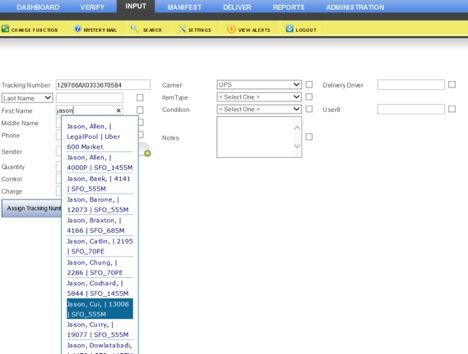 DASHBOARD VERIFY INPUT MANIFEST DELIVER REPORTS ADMINISTRATION
CHANGE FUNCTION MYSTERY MAIL SEARCH SETTINGS VIEW ALERTS LOGOUT
Tracking Number 1Z9766AX0333670584 Carrier UPS Delivery Driver
Last Name ItemType < Select One >
First Name jason × Condition < Select One > User8
Middle Name
Phone Notes
Sender
Quantity
Control
Charge
Assign Tracking Num
Jason, Allen, |
LegalPool | Uber
600 Market
Jason, Allen, |
4000P | SFO_1455M
Jason, Baek, | 4141
| SFO_555M
Jason, Barone, |
12073 | SFO_555M
Jason, Braxton, |
4166 | SFO_685M
Jason, Catlin, | 2195
| SFO_70PE
Jason, Chung, |
2286 | SFO_70PE
Jason, Cochard, |
5844 | SFO_1455M
Jason, Cui, | 13008
| SFO_555M
Jason, Curry, |
19077 | SFO_555M
Jason, Dowlatabadi,